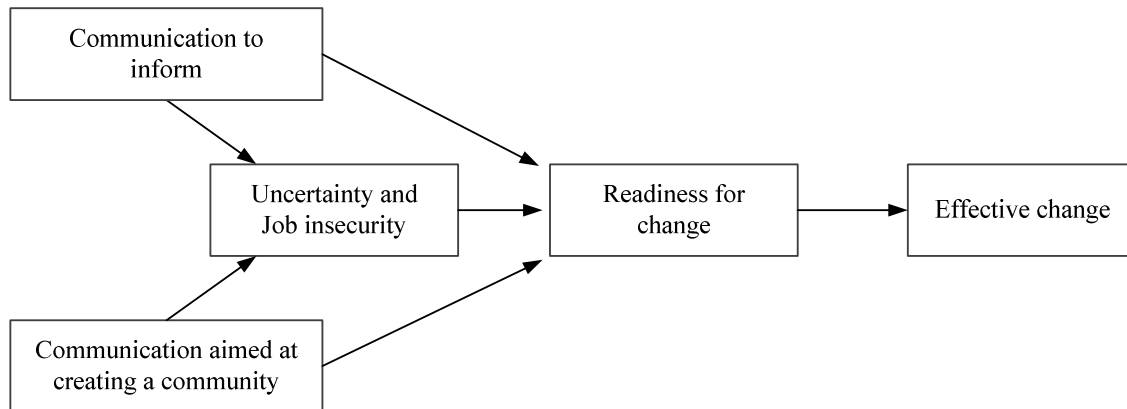 Communication to
inform
Uncertainty and
Job insecurity
Readiness for
change
Effective change
Communication aimed at
creating a community